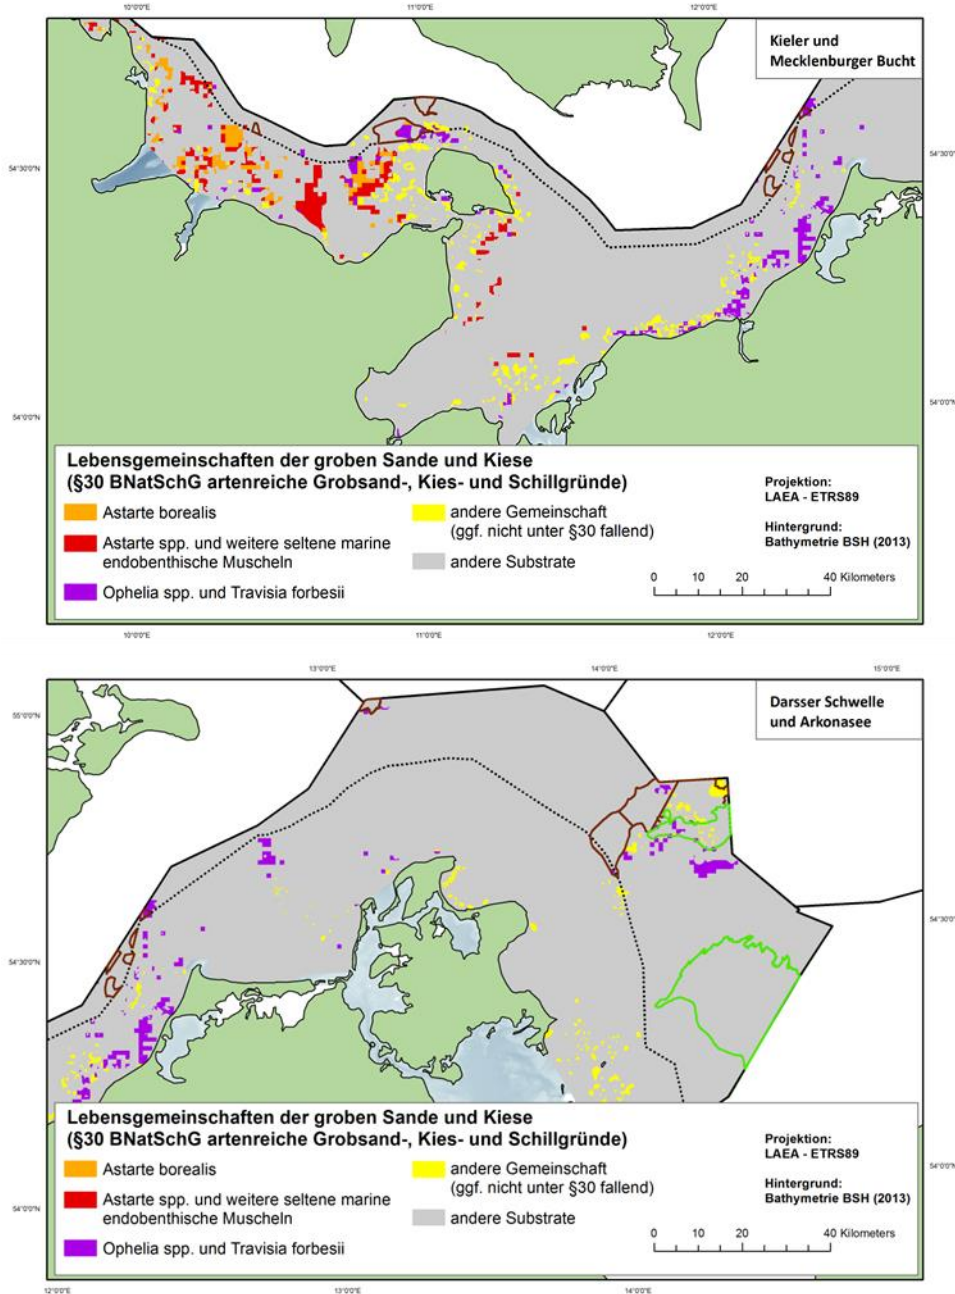 10°0'0"E
11°0'0"E
12°0'0"E
Kieler und
Mecklenburger Bucht
54°30'0"N
54°30'0"N
54°0'0"N
54°0'0"N
Lebensgemeinschaften der groben Sande und Kiese
(§30 BNatSchG artenreiche Grobsand-, Kies- und Schillgründe)
Astarte borealis
Astarte spp. und weitere seltene marine
endobenthische Muscheln
Ophelia spp. und Travisia forbesii
andere Gemeinschaft
(ggf. nicht unter §30 fallend)
andere Substrate
Projektion:
LAEA - ETRS89
Hintergrund:
Bathymetrie BSH (2013)
0 10 20 40 Kilometers
10°0'0"E
11°0'0"E
12°0'0"E
13°0'0"E
14°0'0"E
15°0'0"E
Darsser Schwelle
und Arkonasee
55°0'0"N
54°30'0"N
54°30'0"N
54°0'0"N
54°0'0"N
Lebensgemeinschaften der groben Sande und Kiese
(§30 BNatSchG artenreiche Grobsand-, Kies- und Schillgründe)
Astarte borealis
Astarte spp. und weitere seltene marine
endobenthische Muscheln
Ophelia spp. und Travisia forbesii
andere Gemeinschaft
(ggf. nicht unter §30 fallend)
andere Substrate
Projektion:
LAEA - ETRS89
Hintergrund:
Bathymetrie BSH (2013)
0 10 20 40 Kilometers
12°0'0"E
13°0'0"E
14°0'0"E